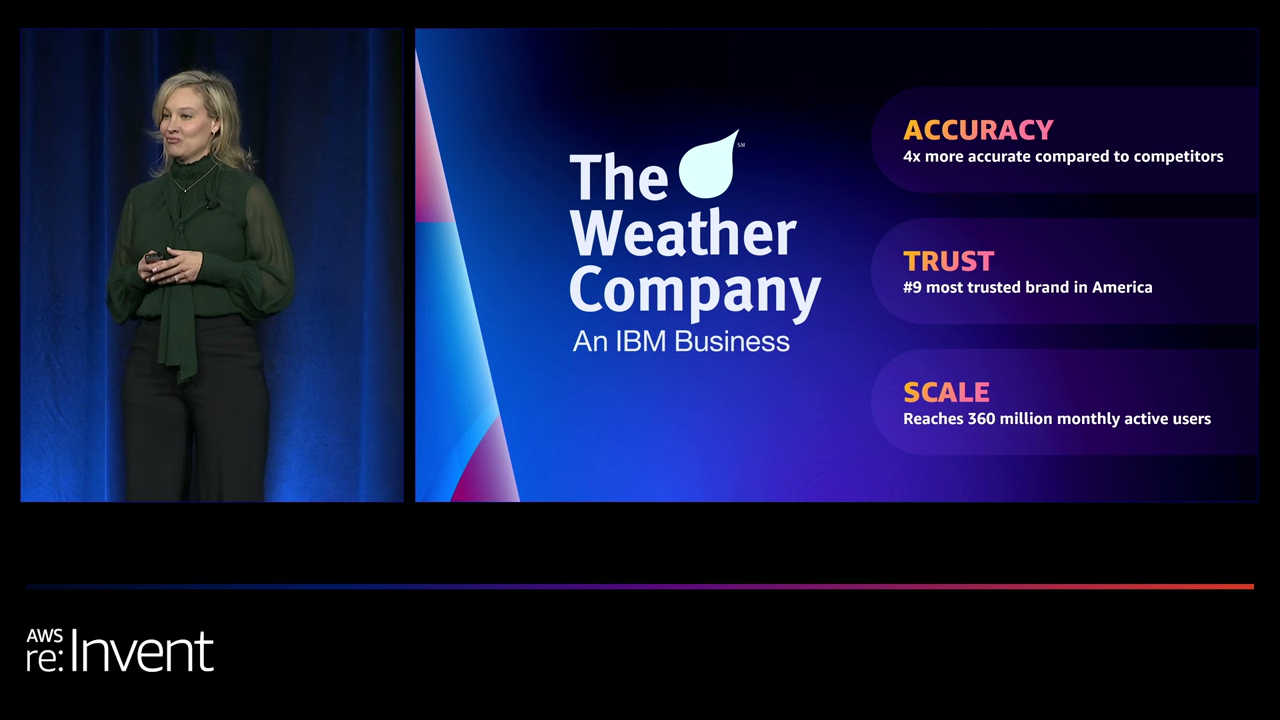 The
SM
Weather
Company
An IBM Business
ACCURACY
4x more accurate compared to competitors
TRUST
#9 most trusted brand in America
SCALE
Reaches 360 million monthly active users
AWS
re:Invent